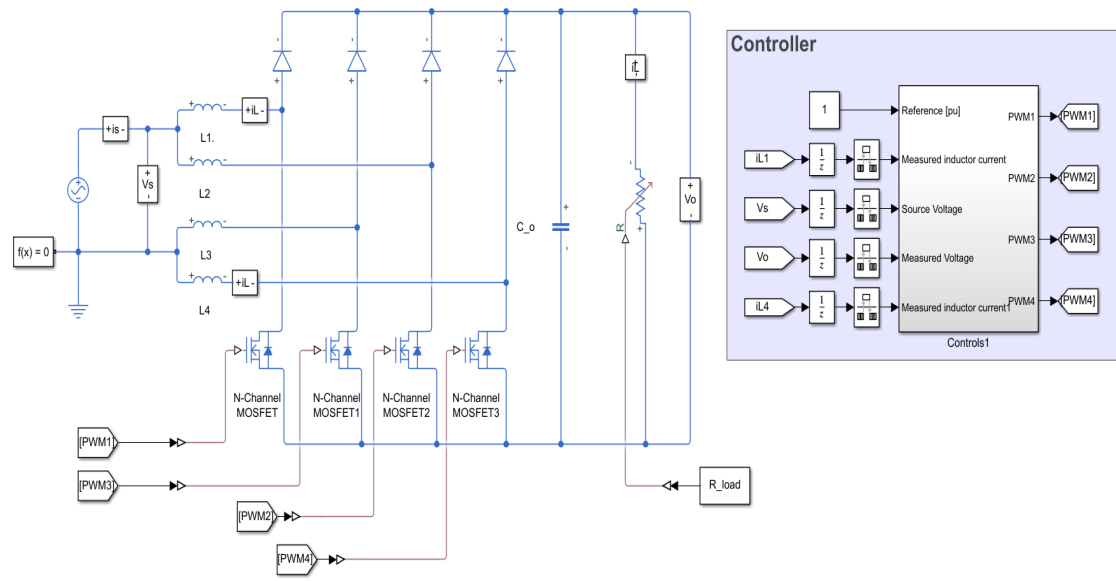 Controller
1
iL1
Vs
Vo
iL4
1
z
1
z
1
z
1
z
Reference [pu]
Measured inductor current
Source Voltage
Measured Voltage
Measured inductor current1
PWM1
PWM2
PWM3
PWM4
[PWM1]
[PWM2]
[PWM3]
[PWM4]
Controls1
+is -
+
Vs
-
f(x) = 0
+ -
L1.
+iL -
+ -
L2
+ -
L3
+ -
L4
+iL -
-
+
-
+
-
+
-
+
C_o
+
-
iL
-
R
+
+
Vo
-
N-Channel
MOSFET
N-Channel
MOSFET1
N-Channel
MOSFET2
N-Channel
MOSFET3
[PWM1]
[PWM3]
[PWM2]
[PWM4]
R_load